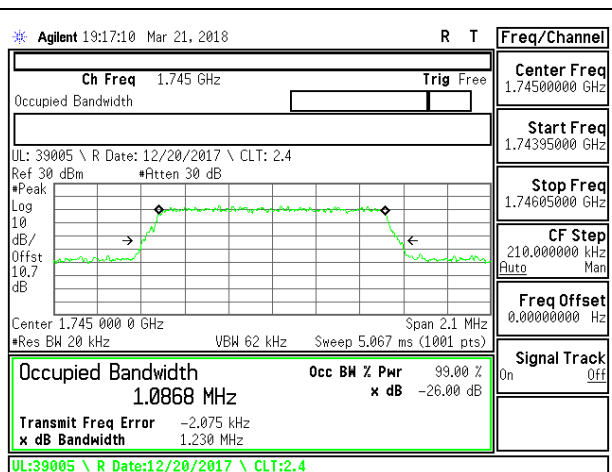 Agilent 19:17:10 Mar 21, 2018 R T
Freq/Channel
Ch Freq 1.745 GHz Trig Free
Occupied Bandwidth
Center Freq
1.74500000 GHz
Start Freq
1.74395000 GHz
Stop Freq
1.74605000 GHz
CF Step
210.000000 kHz
Auto Man
Freq Offset
0.00000000 Hz
Signal Track
On Off
UL: 39005 \ R Date: 12/20/2017 \ CLT: 2.4
Ref 30 dBm #Atten 30 dB
#Peak
Log
10
dB/
Offst
10.7
dB
Center 1.745 000 0 GHz Span 2.1 MHz
#Res BW 20 kHz VBW 62 kHz Sweep 5.067 ms (1001 pts)
Occupied Bandwidth
1.0868 MHz
Occ BW % Pwr 99.00 %
x dB -26.00 dB
Transmit Freq Error -2.075 kHz
x dB Bandwidth 1.230 MHz
UL:39005 \ R Date:12/20/2017 \ CLT:2.4